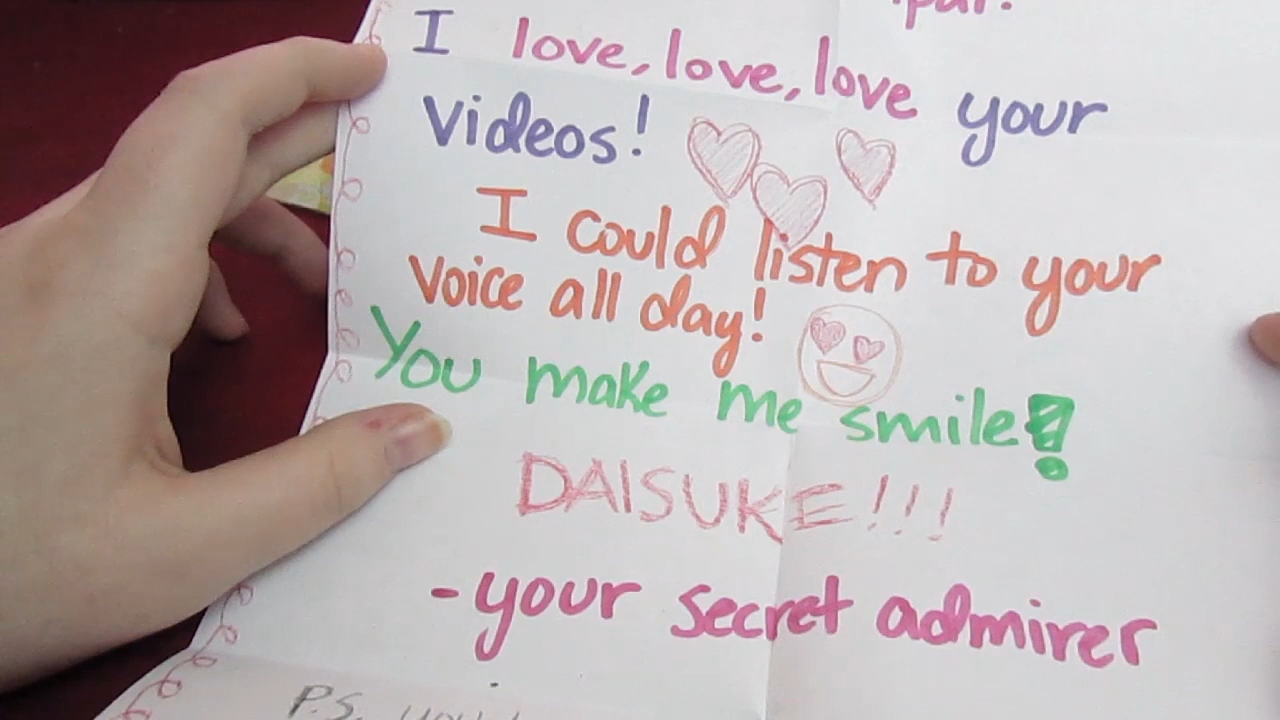 I love, love, love your
videos!
I could listen to your
voice all day!
You make me smile!
DAISUKE!!!
-your secret admirer
P.S.